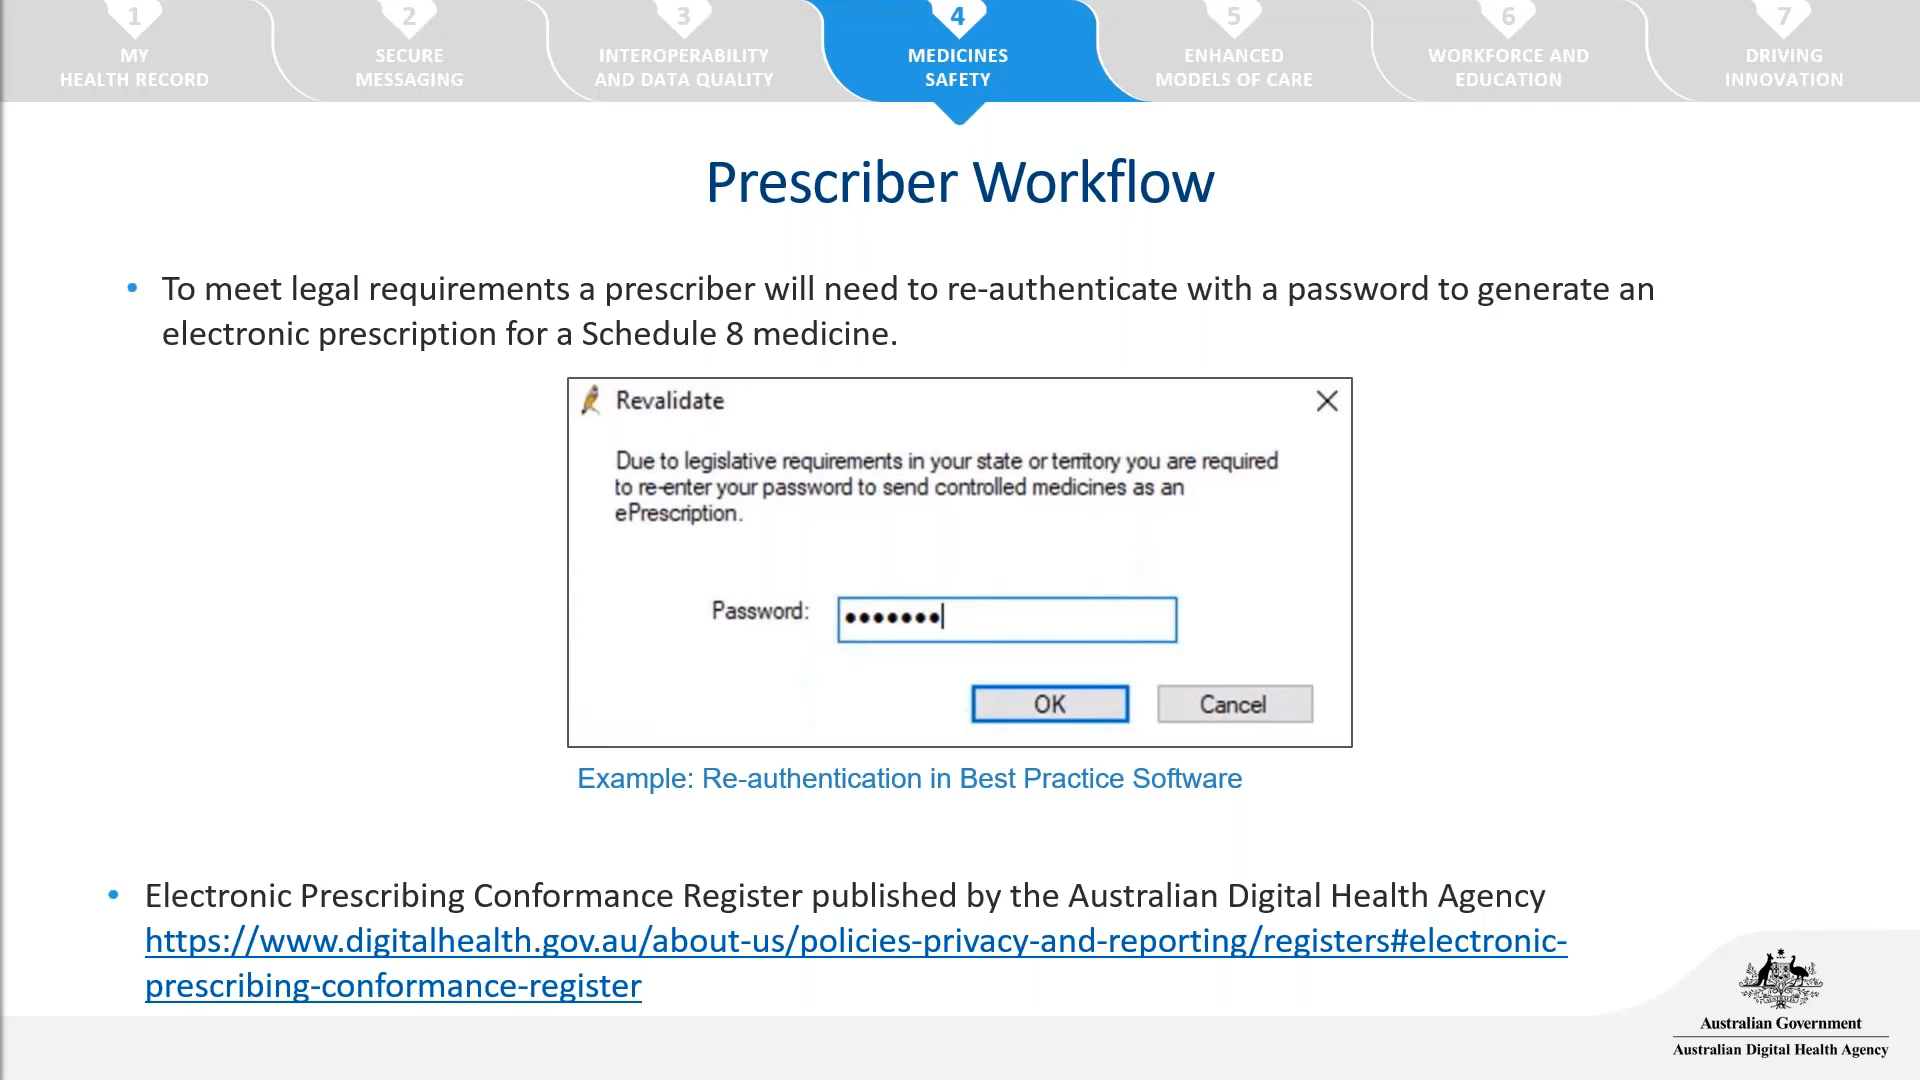 1
MY
HEALTH RECORD
2
SECURE
MESSAGING
3
INTEROPERABILITY
AND DATA QUALITY
4
MEDICINES
SAFETY
5
ENHANCED
MODELS OF CARE
6
WORKFORCE AND
EDUCATION
7
DRIVING
INNOVATION
Prescriber Workflow
• To meet legal requirements a prescriber will need to re-authenticate with a password to generate an
electronic prescription for a Schedule 8 medicine.
Revalidate
Due to legislative requirements in your state or territory you are required
to re-enter your password to send controlled medicines as an
ePrescription.
Password: •••••••
OK Cancel
Example: Re-authentication in Best Practice Software
• Electronic Prescribing Conformance Register published by the Australian Digital Health Agency
https://www.digitalhealth.gov.au/about-us/policies-privacy-and-reporting/registers#electronic-
prescribing-conformance-register
Australian Government
Australian Digital Health Agency